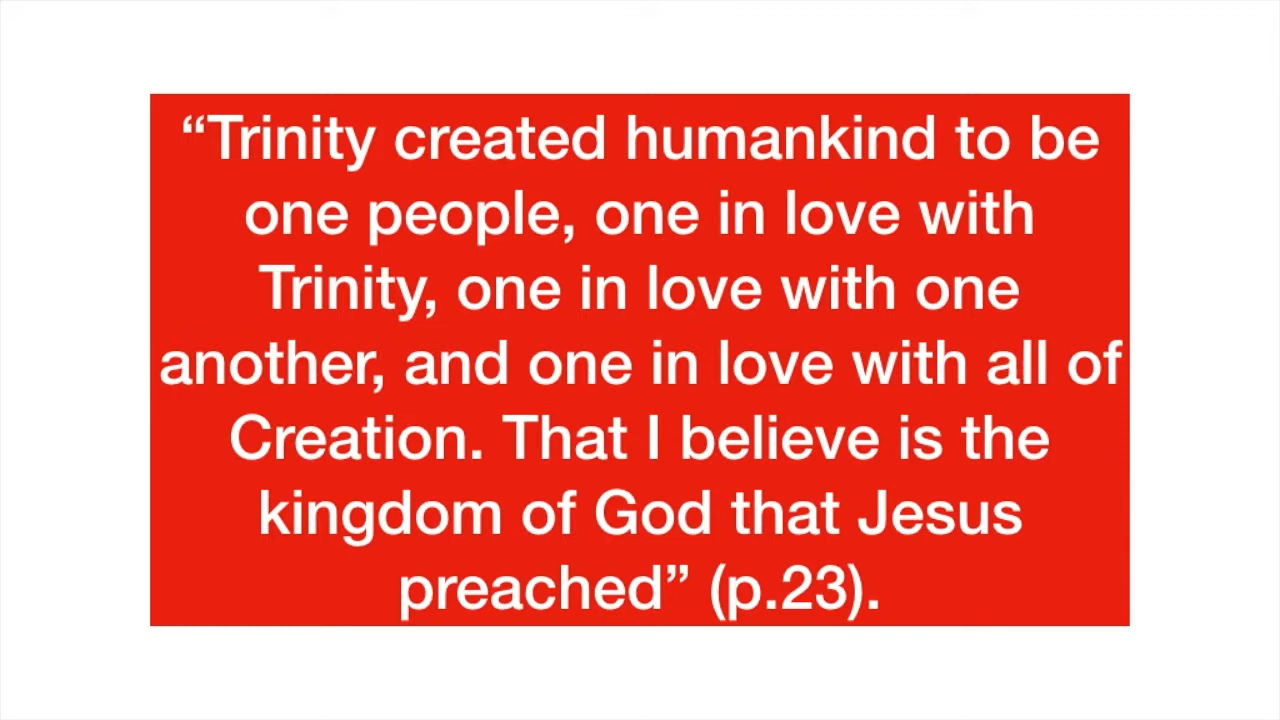 “Trinity created humankind to be
one people, one in love with
Trinity, one in love with one
another, and one in love with all of
Creation. That I believe is the
kingdom of God that Jesus
preached” (p.23).